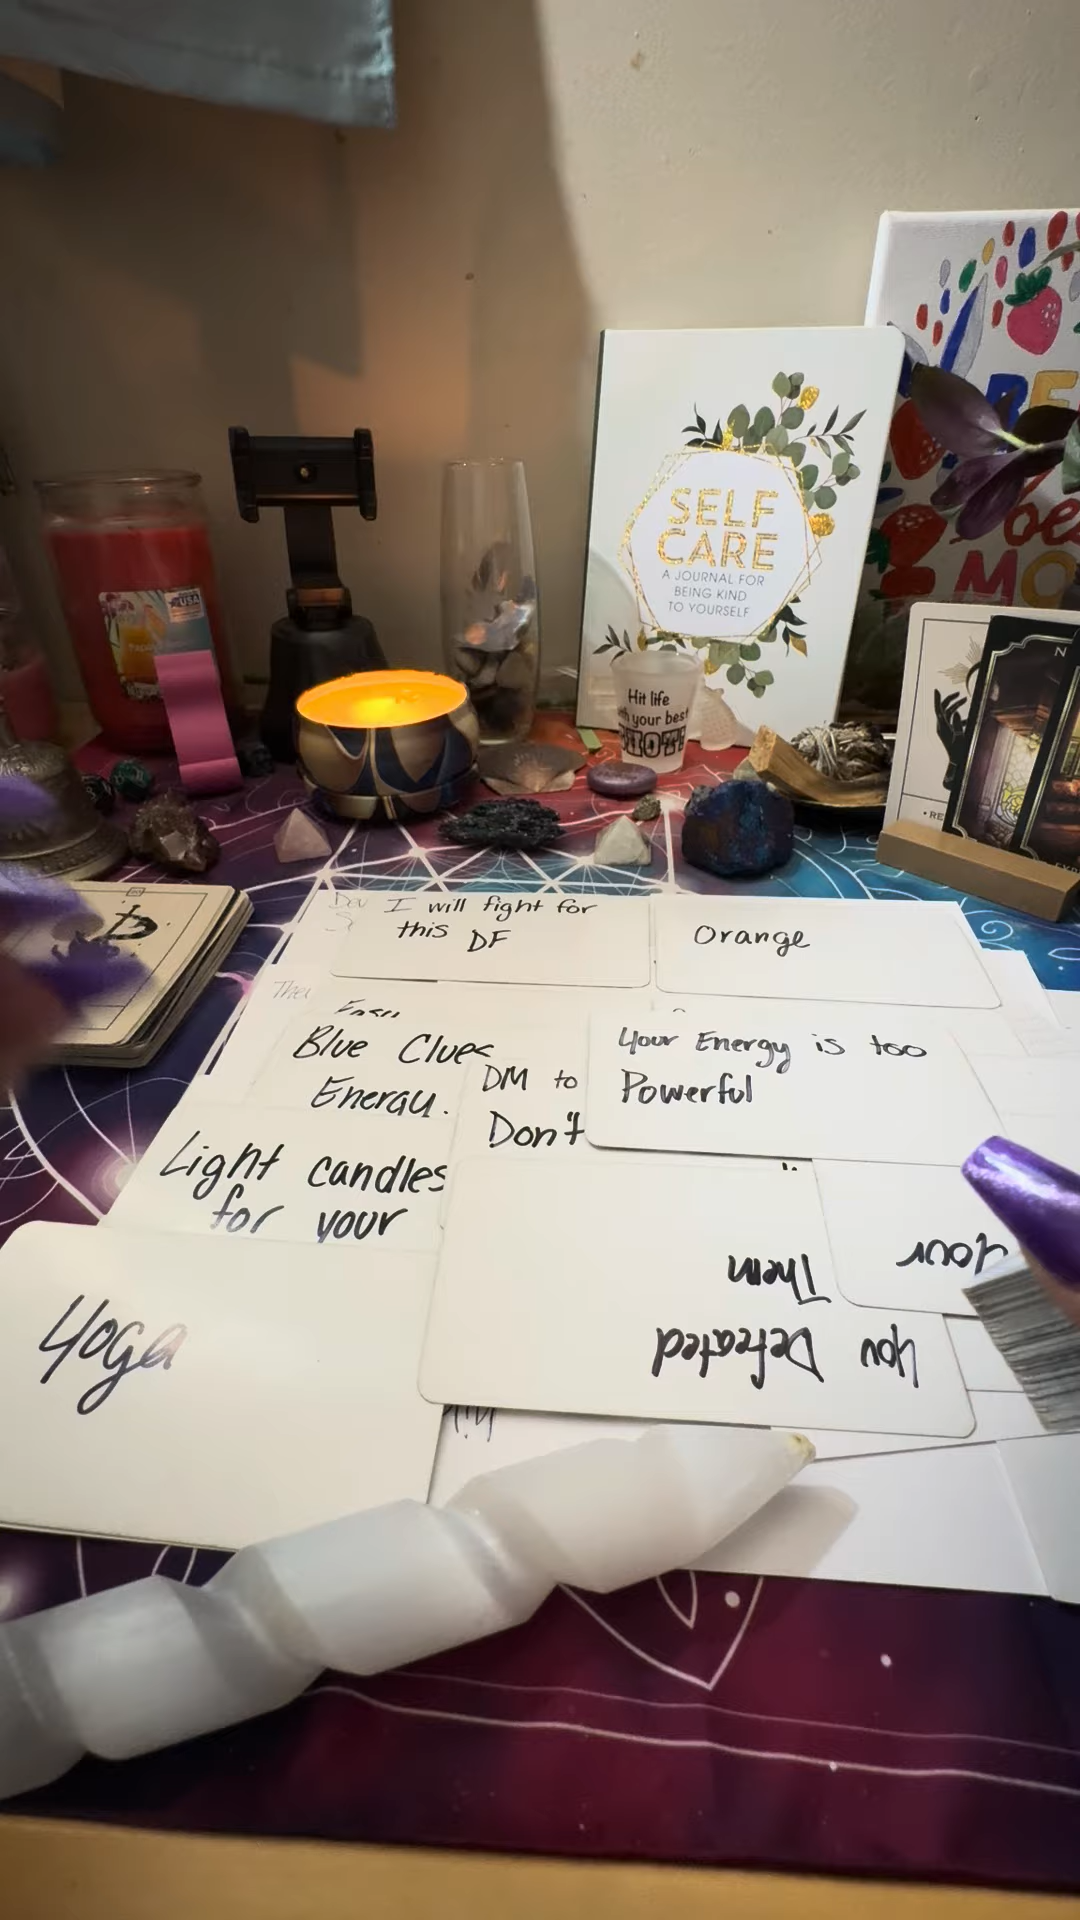 SELF
CARE
A JOURNAL FOR
BEING KIND
TO YOURSELF
Hit life
your best
SHOT!
USA
I will fight for
this DF
Orange
Blue Clues
Energy.
Your Energy is too
Powerful
DM to
Don't
Light candles
for your
Yoga
Your
You Defeated
Them